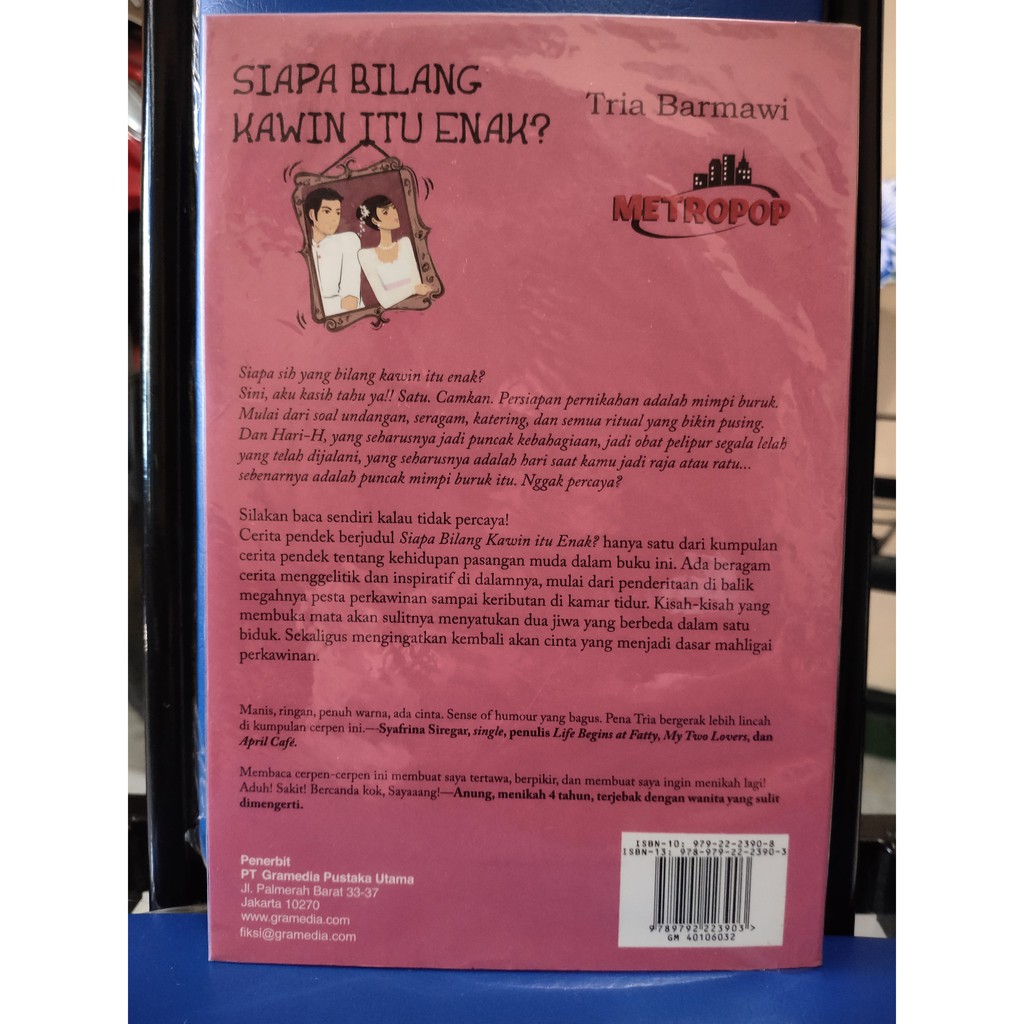 SIAPA BILANG
KAWIN ITU ENAK?
Tria Barmawi
METROPOP
Siapa sih yang bilang kawin itu enak?
Sini, aku kasih tahu ya!! Satu. Camkan. Persiapan pernikahan adalah mimpi buruk.
Mulai dari soal undangan, seragam, katering, dan semua ritual yang bikin pusing.
Dan Hari-H, yang seharusnya jadi puncak kebahagiaan, jadi obat pelipur segala lelah
yang telah dijalani, yang seharusnya adalah hari saat kamu jadi raja atau ratu...
sebenarnya adalah puncak mimpi buruk itu. Nggak percaya?
Silakan baca sendiri kalau tidak percaya!
Cerita pendek berjudul Siapa Bilang Kawin itu Enak? hanya satu dari kumpulan
cerita pendek tentang kehidupan pasangan muda dalam buku ini. Ada beragam
cerita menggelitik dan inspiratif di dalamnya, mulai dari penderitaan di balik
megahnya pesta perkawinan sampai keributan di kamar tidur. Kisah-kisah yang
membuka mata akan sulitnya menyatukan dua jiwa yang berbeda dalam satu
biduk. Sekaligus mengingatkan kembali akan cinta yang menjadi dasar mahligai
perkawinan.
Manis, ringan, penuh warna, ada cinta. Sense of humour yang bagus. Pena Tria bergerak lebih lincah
di kumpulan cerpen ini.—Syafrina Siregar, single, penulis Life Begins at Fatty, My Two Lovers, dan
April Café.
Membaca cerpen-cerpen ini membuat saya tertawa, berpikir, dan membuat saya ingin menikah lagi!
Aduh! Sakit! Bercanda kok, Sayaaang!—Anung, menikah 4 tahun, terjebak dengan wanita yang sulit
dimengerti.
Penerbit
PT Gramedia Pustaka Utama
Jl. Palmerah Barat 33-37
Jakarta 10270
www.gramedia.com
fiksi@gramedia.com
ISBN-10: 979-22-2390-8
ISBN-13: 978-979-22-2390-3
9789792223903>
GM 40106032